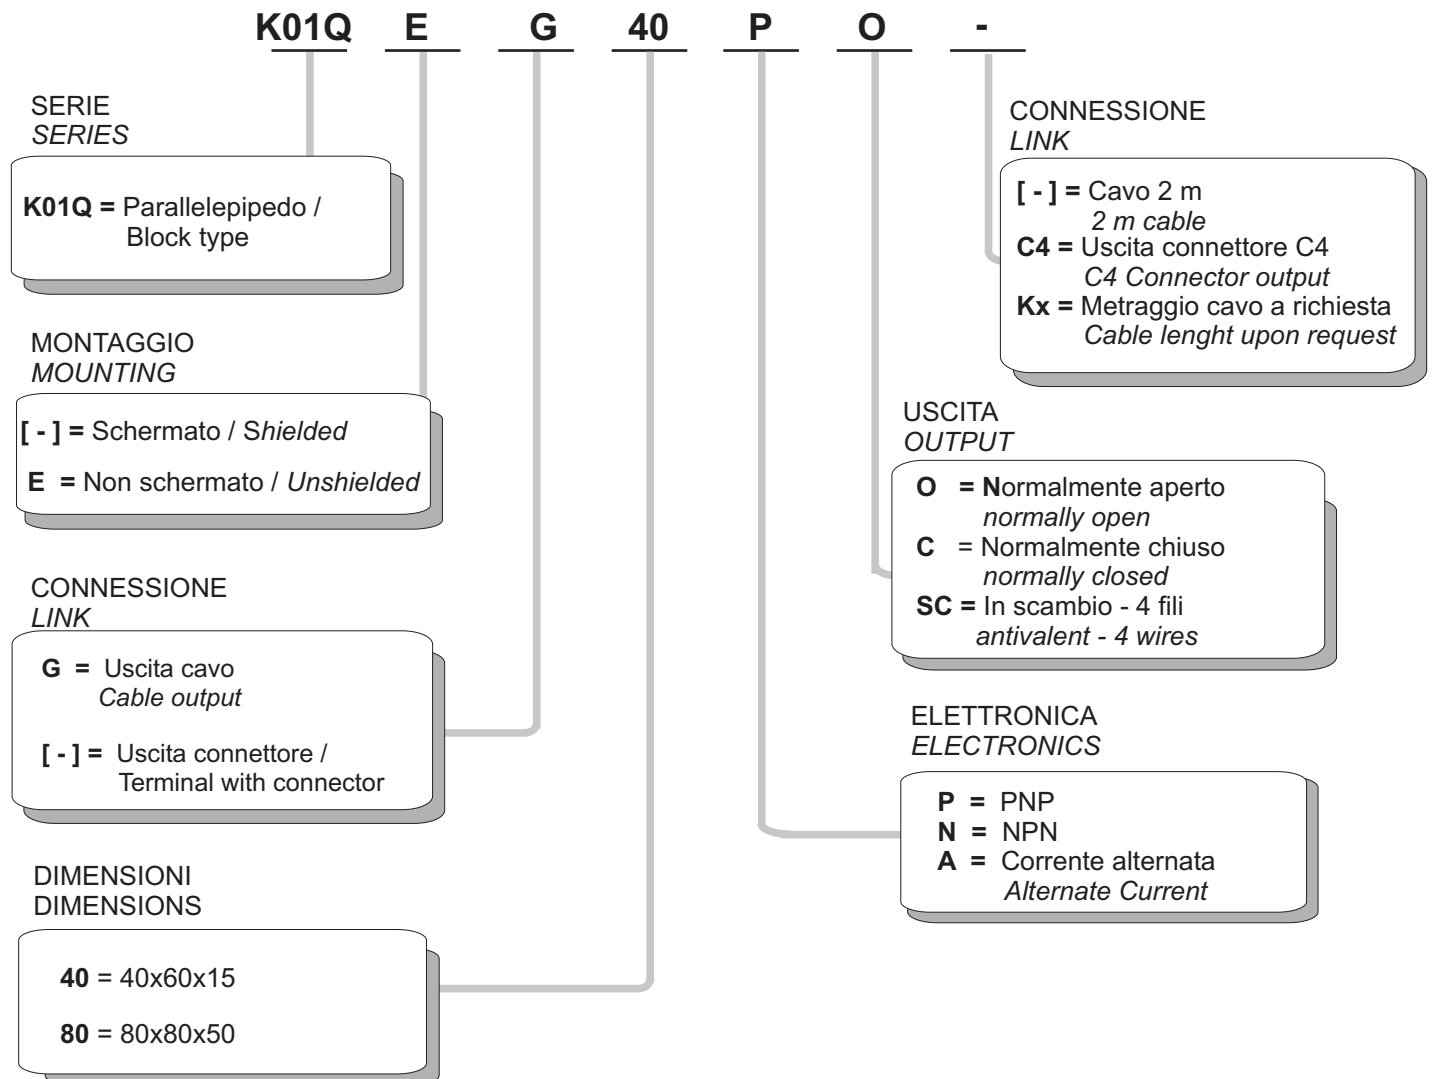 K01Q E G 40 P O -
SERIE
SERIES
K01Q = Parallelepipedo /
Block type
MONTAGGIO
MOUNTING
[ - ] = Schermato / Shielded
E = Non schermato / Unshielded
CONNESSIONE
LINK
G = Uscita cavo
Cable output
[ - ] = Uscita connettore /
Terminal with connector
DIMENSIONI
DIMENSIONS
40 = 40x60x15
80 = 80x80x50
CONNESSIONE
LINK
[ - ] = Cavo 2 m
2 m cable
C4 = Uscita connettore C4
C4 Connector output
Kx = Metraggio cavo a richiesta
Cable lenght upon request
USCITA
OUTPUT
O = Normalmente aperto
normally open
C = Normalmente chiuso
normally closed
SC = In scambio - 4 fili
antivalent - 4 wires
ELETTRONICA
ELECTRONICS
P = PNP
N = NPN
A = Corrente alternata
Alternate Current